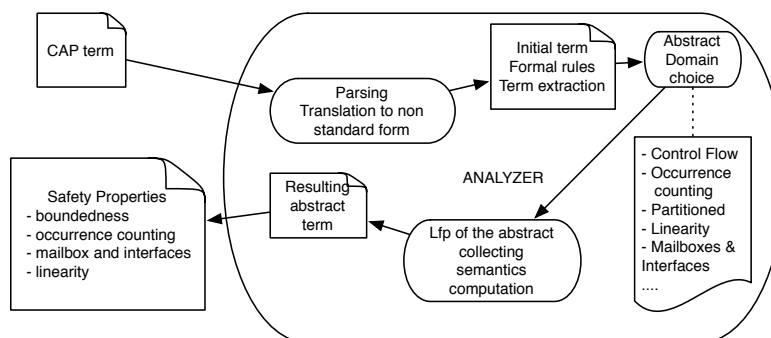 CAP term
Parsing
Translation to non
standard form
Initial term
Formal rules
Term extraction
Abstract
Domain
choice
- Control Flow
- Occurrence
counting
- Partitioned
- Linearity
- Mailboxes &
Interfaces
....
ANALYZER
Lfp of the abstract
collecting
semantics
computation
Resulting
abstract
term
Safety Properties
- boundedness
- occurrence counting
- mailbox and interfaces
- linearity